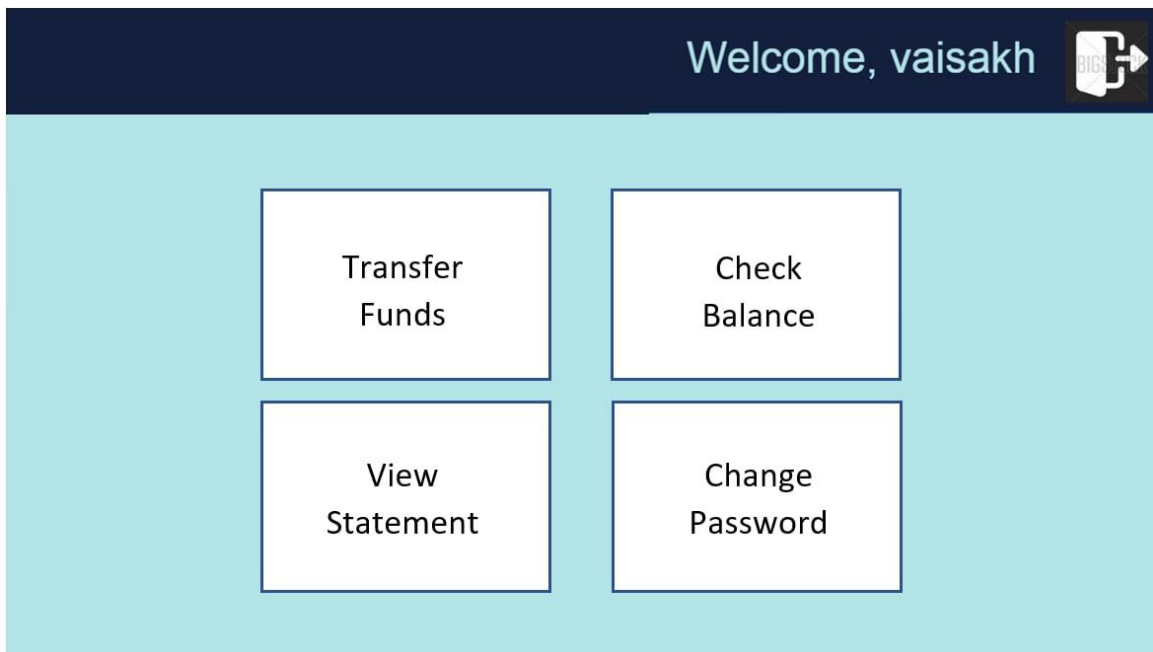 Welcome, vaisakh
Transfer
Funds
Check
Balance
View
Statement
Change
Password